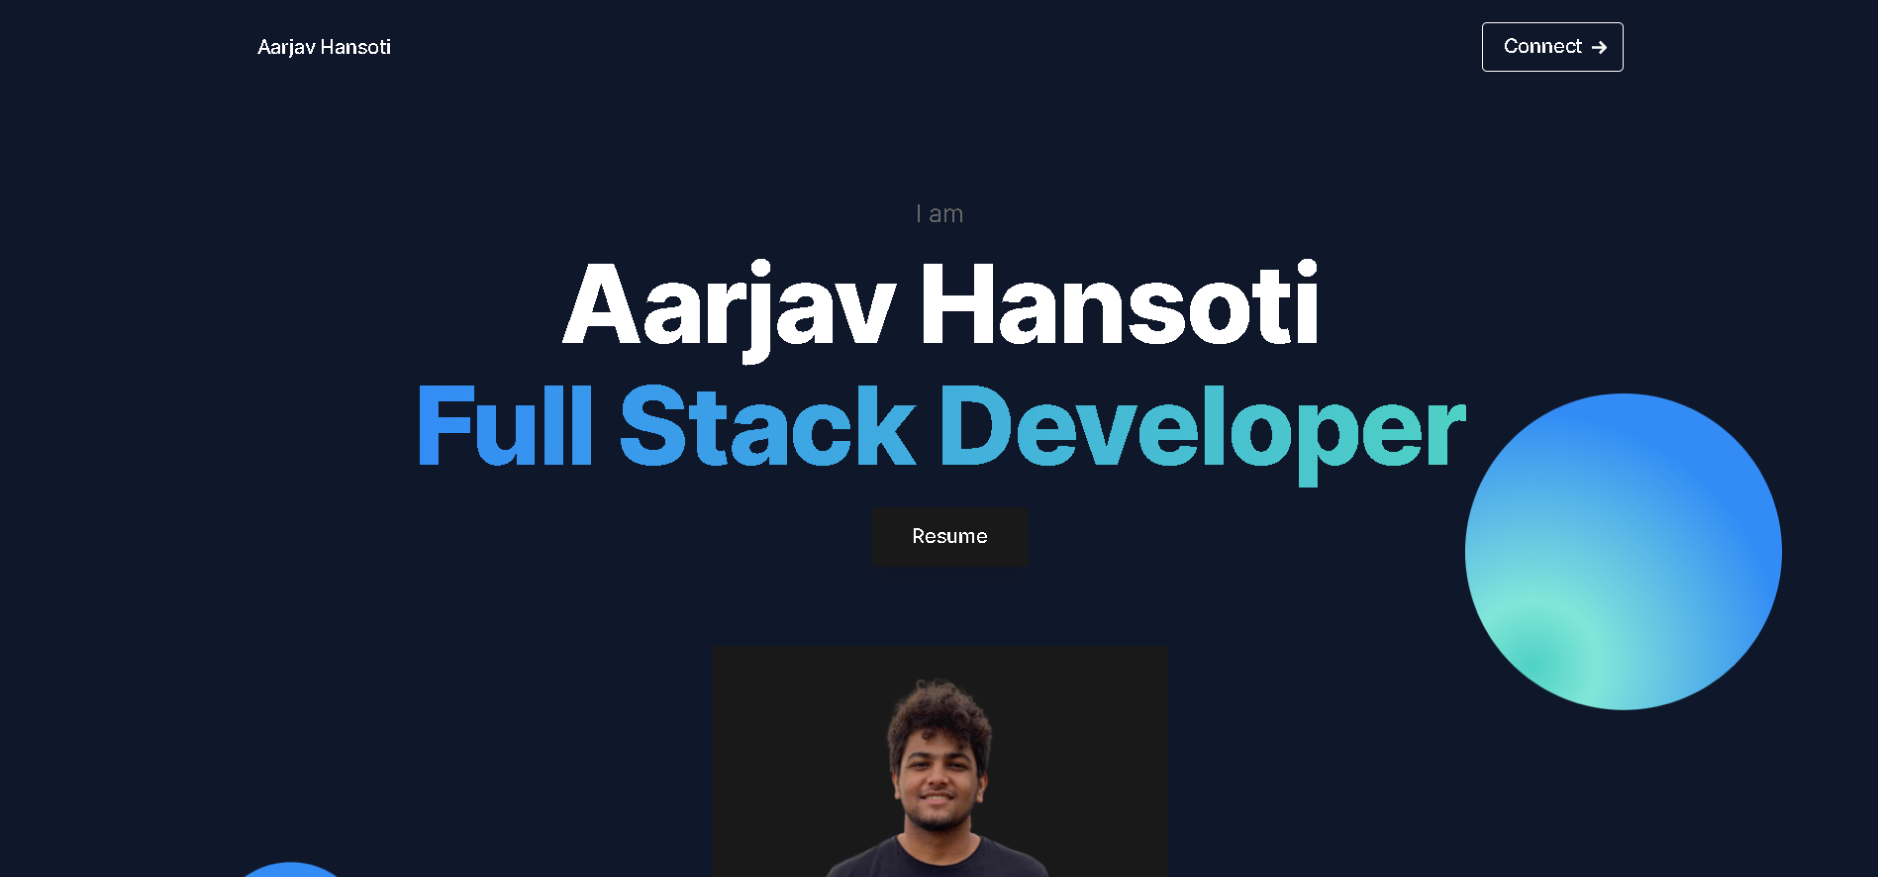 Aarjav Hansoti
Connect →
I am
Aarjav Hansoti
Full Stack Developer
Resume